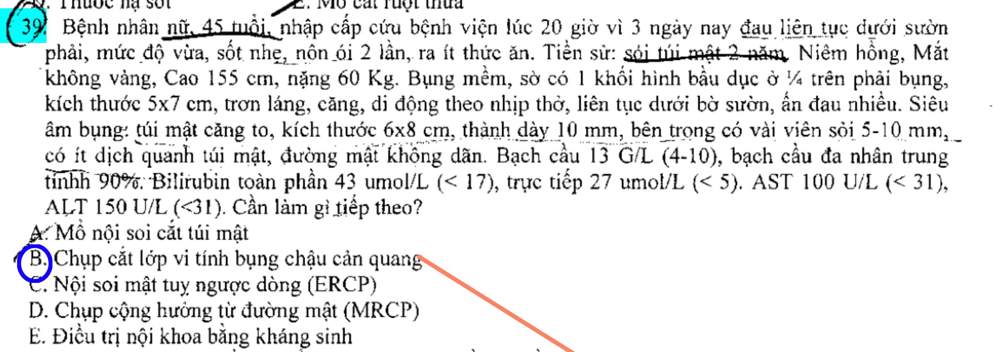 D. Thuốc hạ sốt E. Mổ cắt ruột thừa
39. Bệnh nhân nữ, 45 tuổi, nhập cấp cứu bệnh viện lúc 20 giờ vì 3 ngày nay đau liên tục dưới sườn
phải, mức độ vừa, sốt nhẹ, nôn ói 2 lần, ra ít thức ăn. Tiền sử: sỏi túi mật 2 năm. Niêm hồng, Mắt
không vàng, Cao 155 cm, nặng 60 Kg. Bụng mềm, sờ có 1 khối hình bầu dục ở ¼ trên phải bụng,
kích thước 5x7 cm, trơn láng, căng, di động theo nhịp thở, liên tục dưới bờ sườn, ấn đau nhiều. Siêu
âm bụng: túi mật căng to, kích thước 6x8 cm, thành dày 10 mm, bên trong có vài viên sỏi 5-10 mm,
có ít dịch quanh túi mật, đường mật không dãn. Bạch cầu 13 G/L (4-10), bạch cầu đa nhân trung
tínhh 90%. Bilirubin toàn phần 43 umol/L (< 17), trực tiếp 27 umol/L (< 5). AST 100 U/L (< 31),
ALT 150 U/L (<31). Cần làm gì tiếp theo?
A. Mổ nội soi cắt túi mật
B. Chụp cắt lớp vi tính bụng chậu cản quang
C. Nội soi mật tuỵ ngược dòng (ERCP)
D. Chụp cộng hưởng từ đường mật (MRCP)
E. Điều trị nội khoa bằng kháng sinh